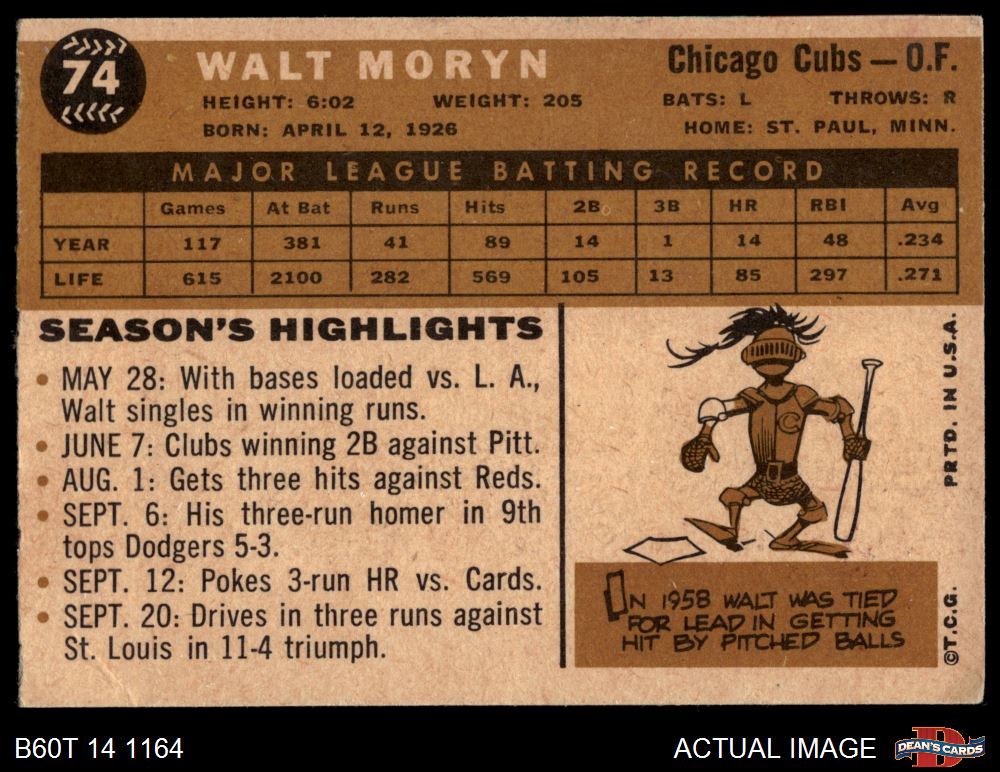 74
WALT MORYN
Chicago Cubs — O.F.
HEIGHT: 6:02 WEIGHT: 205 BATS: L THROWS: R
BORN: APRIL 12, 1926 HOME: ST. PAUL, MINN.
MAJOR LEAGUE BATTING RECORD
Games At Bat Runs Hits 2B 3B HR RBI Avg
YEAR 117 381 41 89 14 1 14 48 .234
LIFE 615 2100 282 569 105 13 85 297 .271
SEASON'S HIGHLIGHTS
• MAY 28: With bases loaded vs. L. A.,
Walt singles in winning runs.
• JUNE 7: Clubs winning 2B against Pitt.
• AUG. 1: Gets three hits against Reds.
• SEPT. 6: His three-run homer in 9th
tops Dodgers 5-3.
• SEPT. 12: Pokes 3-run HR vs. Cards.
• SEPT. 20: Drives in three runs against
St. Louis in 11-4 triumph.
C
IN 1958 WALT WAS TIED
FOR LEAD IN GETTING
HIT BY PITCHED BALLS
PRTD. IN U.S.A.
©T.C.G.
B60T 14 1164
ACTUAL IMAGE
D
DEAN'S CARDS